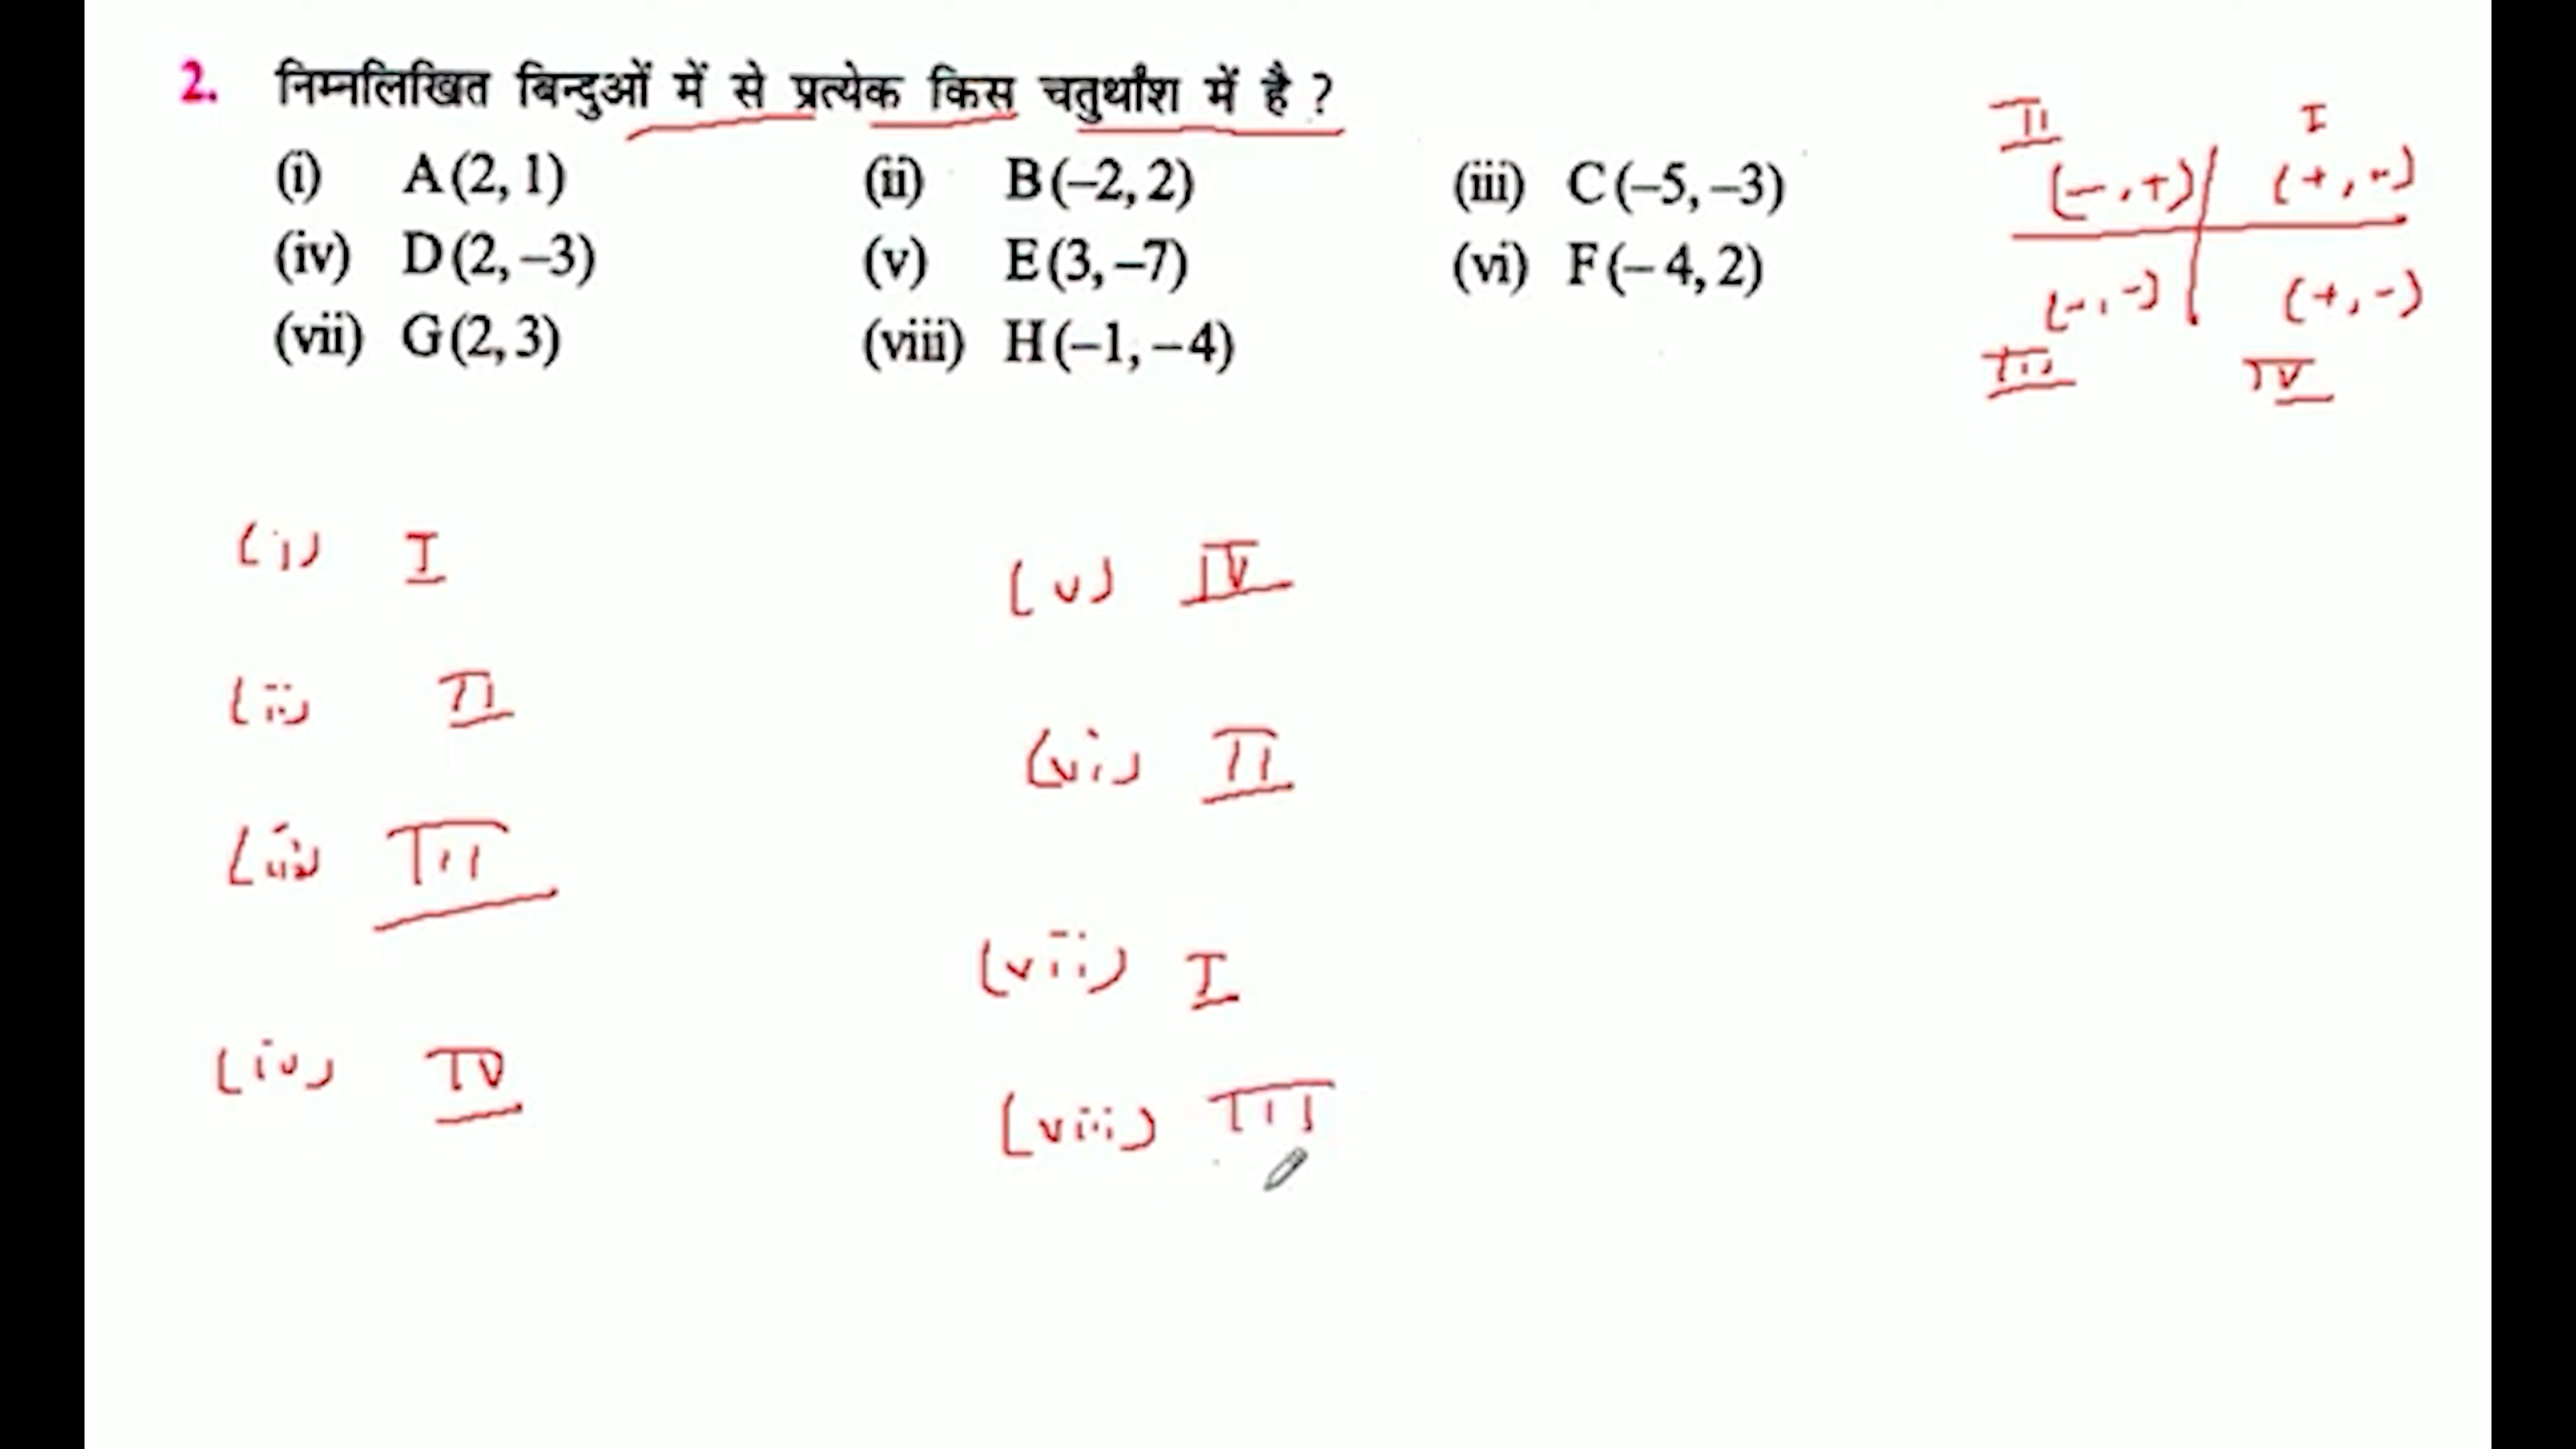 2. निम्नलिखित बिन्दुओं में से प्रत्येक किस चतुर्थांश में है ?
(i) A(2, 1) (ii) B(–2, 2) (iii) C(–5, –3)
(iv) D(2, –3) (v) E(3, –7) (vi) F(– 4, 2)
(vii) G(2, 3) (viii) H(–1, – 4)
II I
(-, +) (+, +)
(-, -) (+, -)
III IV
(i) I
(ii) II
(iii) III
(iv) IV
(v) IV
(vi) II
(vii) I
(viii) III